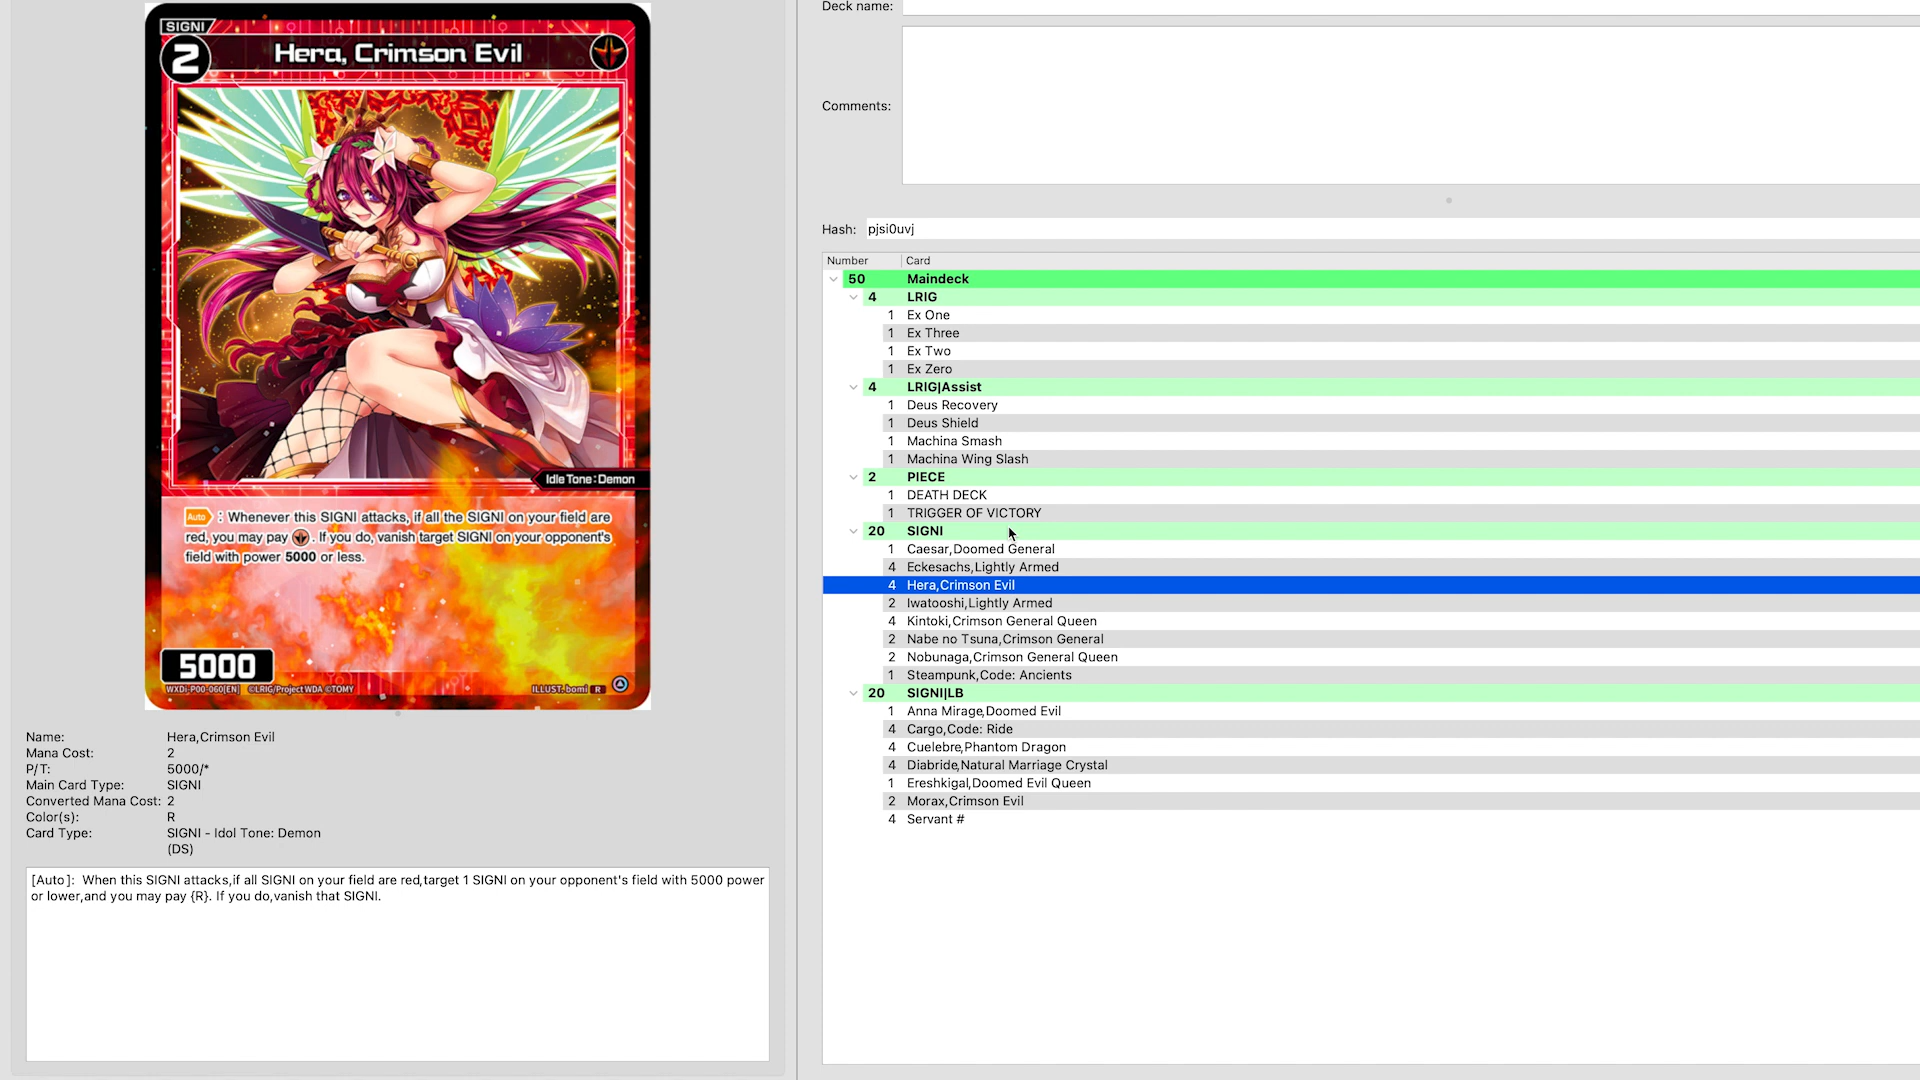 SIGNI
2
Hera, Crimson Evil
Idle Tone:Demon
Auto : Whenever this SIGNI attacks, if all the SIGNI on your field are
red, you may pay . If you do, vanish target SIGNI on your opponent's
field with power 5000 or less.
5000
WXDi-P00-060[EN] ©LRIG/Project WDA ©TOMY ILLUST. bomi R
Name: Hera,Crimson Evil
Mana Cost: 2
P/T: 5000/*
Main Card Type: SIGNI
Converted Mana Cost: 2
Color(s): R
Card Type: SIGNI - Idol Tone: Demon
(DS)
[Auto]: When this SIGNI attacks,if all SIGNI on your field are red,target 1 SIGNI on your opponent's field with 5000 power
or lower,and you may pay {R}. If you do,vanish that SIGNI.
Deck name:
Comments:
Hash: pjsi0uvj
Number Card
50 Maindeck
4 LRIG
1 Ex One
1 Ex Three
1 Ex Two
1 Ex Zero
4 LRIG|Assist
1 Deus Recovery
1 Deus Shield
1 Machina Smash
1 Machina Wing Slash
2 PIECE
1 DEATH DECK
1 TRIGGER OF VICTORY
20 SIGNI
1 Caesar,Doomed General
4 Eckesachs,Lightly Armed
4 Hera,Crimson Evil
2 Iwatooshi,Lightly Armed
4 Kintoki,Crimson General Queen
2 Nabe no Tsuna,Crimson General
2 Nobunaga,Crimson General Queen
1 Steampunk,Code: Ancients
20 SIGNI|LB
1 Anna Mirage,Doomed Evil
4 Cargo,Code: Ride
4 Cuelebre,Phantom Dragon
4 Diabride,Natural Marriage Crystal
1 Ereshkigal,Doomed Evil Queen
2 Morax,Crimson Evil
4 Servant #